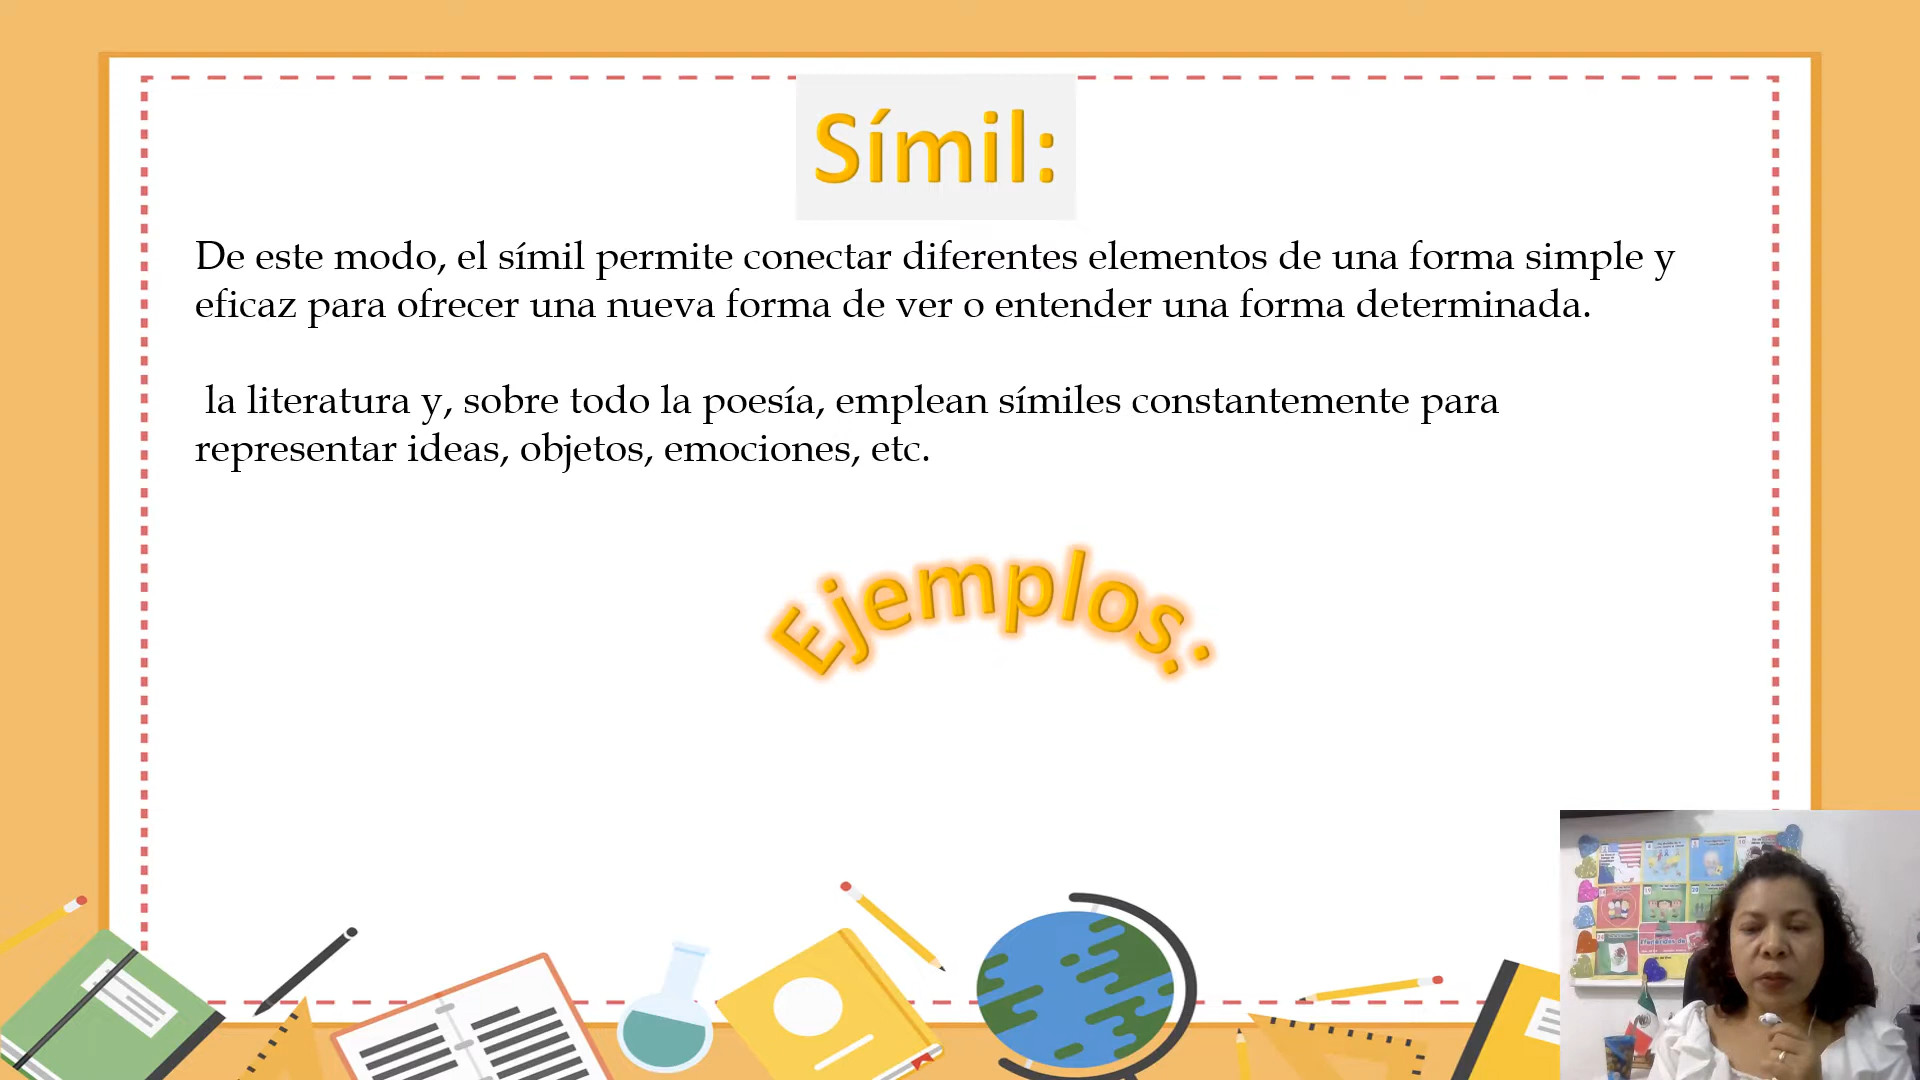 Símil:
De este modo, el símil permite conectar diferentes elementos de una forma simple y
eficaz para ofrecer una nueva forma de ver o entender una forma determinada.
la literatura y, sobre todo la poesía, emplean símiles constantemente para
representar ideas, objetos, emociones, etc.
Ejemplos: